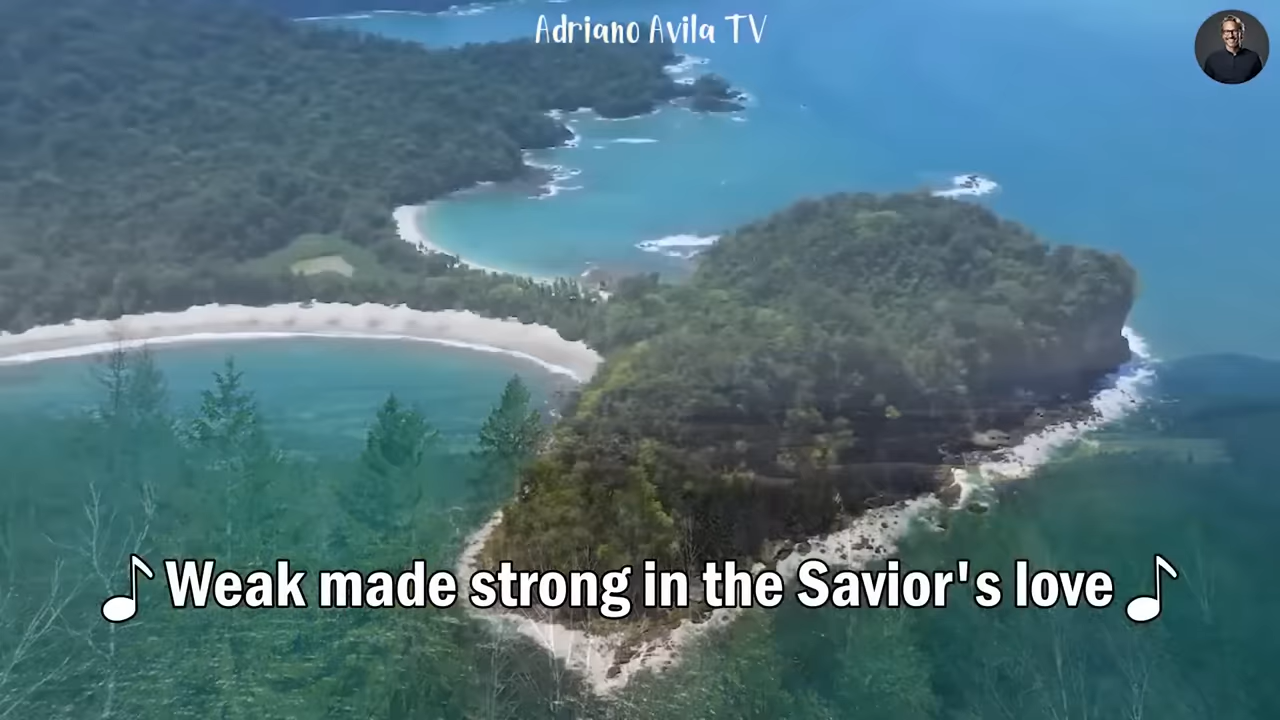 Adriano Avila TV
♪ Weak made strong in the Savior's love ♪